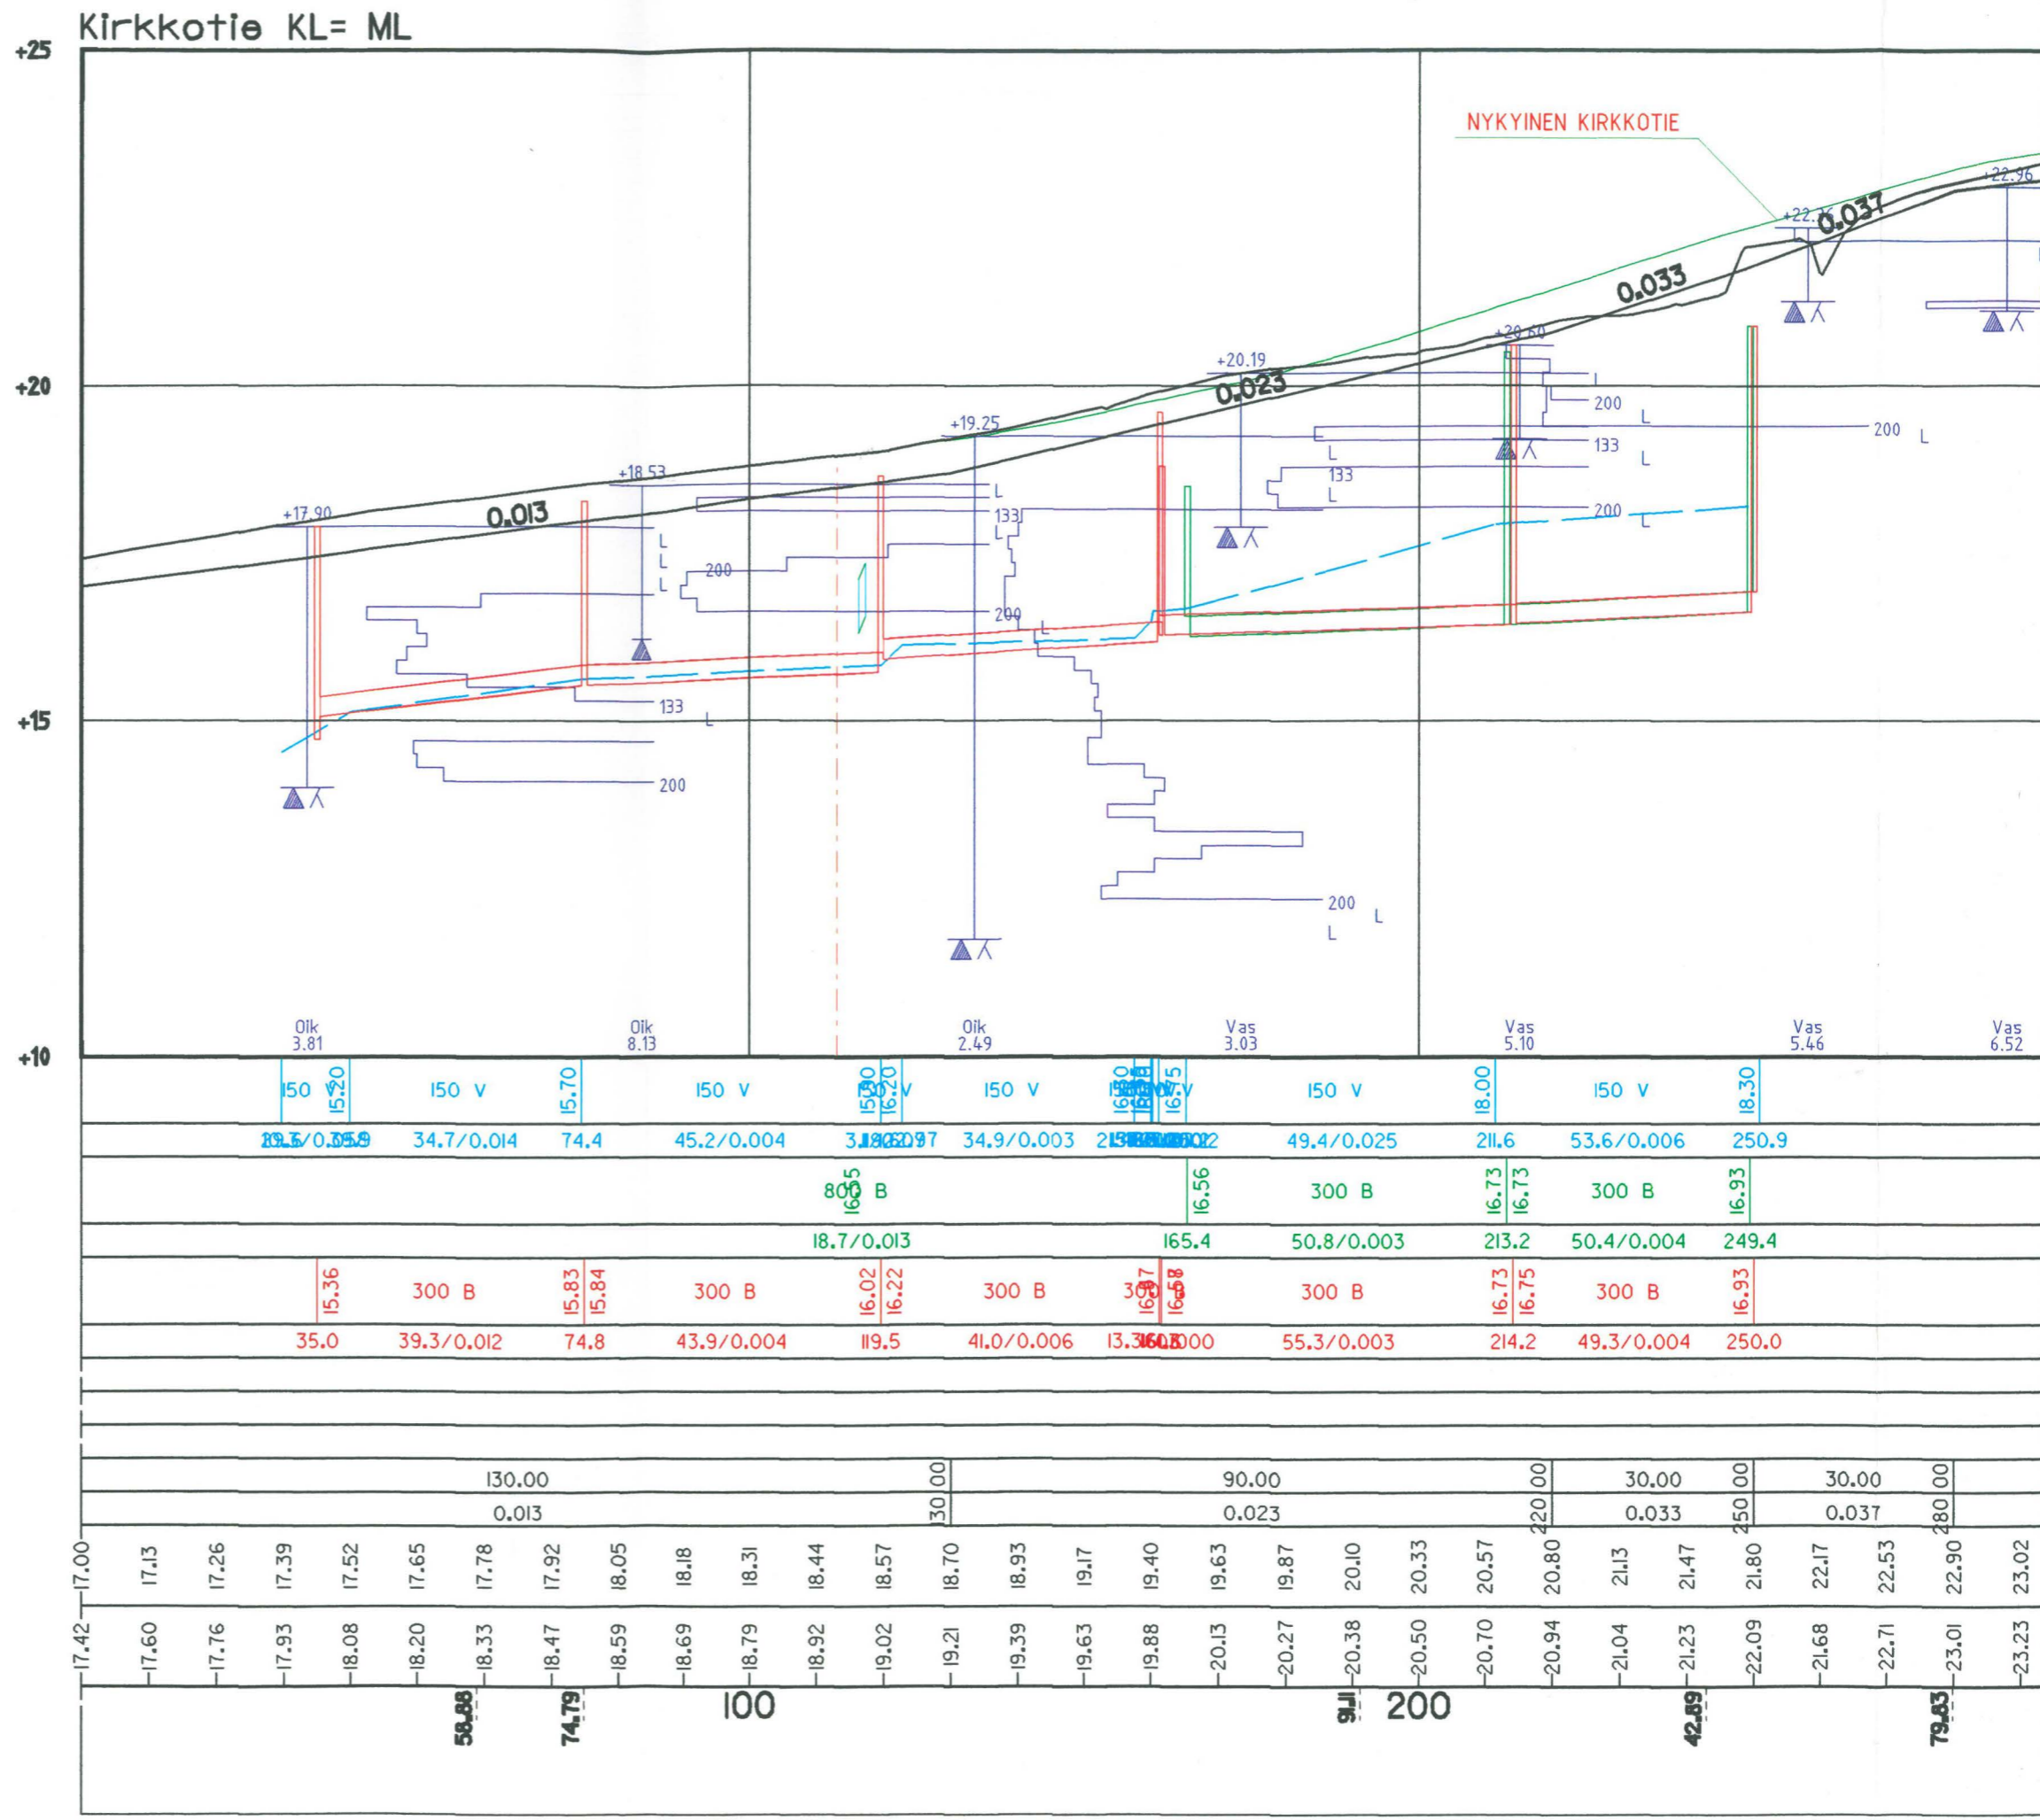 Kirkkotie KL= ML
+25
NYKYINEN KIRKKOTIE
+22.96
0.037
0.033
+20.60
+20.19
+20
0.023
L
200
L
+19.25
200
L
133
L
L
133
+18.53
L
L
200
L
+17.90
0.013
133
L
L
L
L
200
200
L
+15
133
L
200
200
L
L
Oik Oik Oik Vas Vas Vas Vas
3.81 8.13 2.49 3.03 5.10 5.46 6.52
+10
150 V 15.20 150 V 15.70 150 V 16.20 150 V 16.75 150 V 18.00 150 V 18.30
34.7/0.014 74.4 45.2/0.004 34.9/0.003 49.4/0.025 211.6 53.6/0.006 250.9
800 B 16.55 16.56 300 B 16.73 16.73 300 B 16.93
18.7/0.013 165.4 50.8/0.003 213.2 50.4/0.004 249.4
15.36 300 B 15.83 15.84 300 B 16.02 16.22 300 B 300 B 16.73 16.75 300 B 16.93
35.0 39.3/0.012 74.8 43.9/0.004 119.5 41.0/0.006 55.3/0.003 214.2 49.3/0.004 250.0
130.00 90.00 30.00 30.00
0.013 130 00 0.023 220 00 0.033 250 00 0.037 280 00
17.00 17.13 17.26 17.39 17.52 17.65 17.78 17.92 18.05 18.18 18.31 18.44 18.57 18.70 18.93 19.17 19.40 19.63 19.87 20.10 20.33 20.57 20.80 21.13 21.47 21.80 22.17 22.53 22.90 23.02
17.42 17.60 17.76 17.93 18.08 18.20 18.33 18.47 18.59 18.69 18.79 18.92 19.02 19.21 19.39 19.63 19.88 20.13 20.27 20.38 20.50 20.70 20.94 21.04 21.23 22.09 21.68 22.71 23.01 23.23
58.88 74.79 100 91.11 200 42.89 79.83